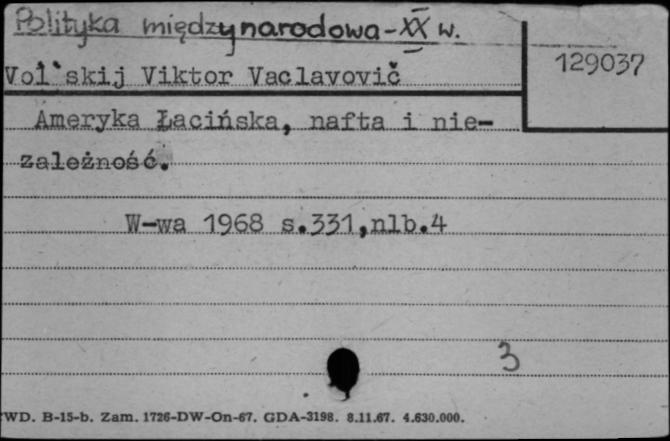 Polityka międzynarodowa-XX w.
129037
Vol'skij Viktor Vaclavovič
Ameryka Łacińska, nafta i nie-
zależność.
W-wa 1968 s.331,nlb.4
3
WD. B-15-b. Zam. 1726-DW-On-67. GDA-3198. 8.11.67. 4.630.000.